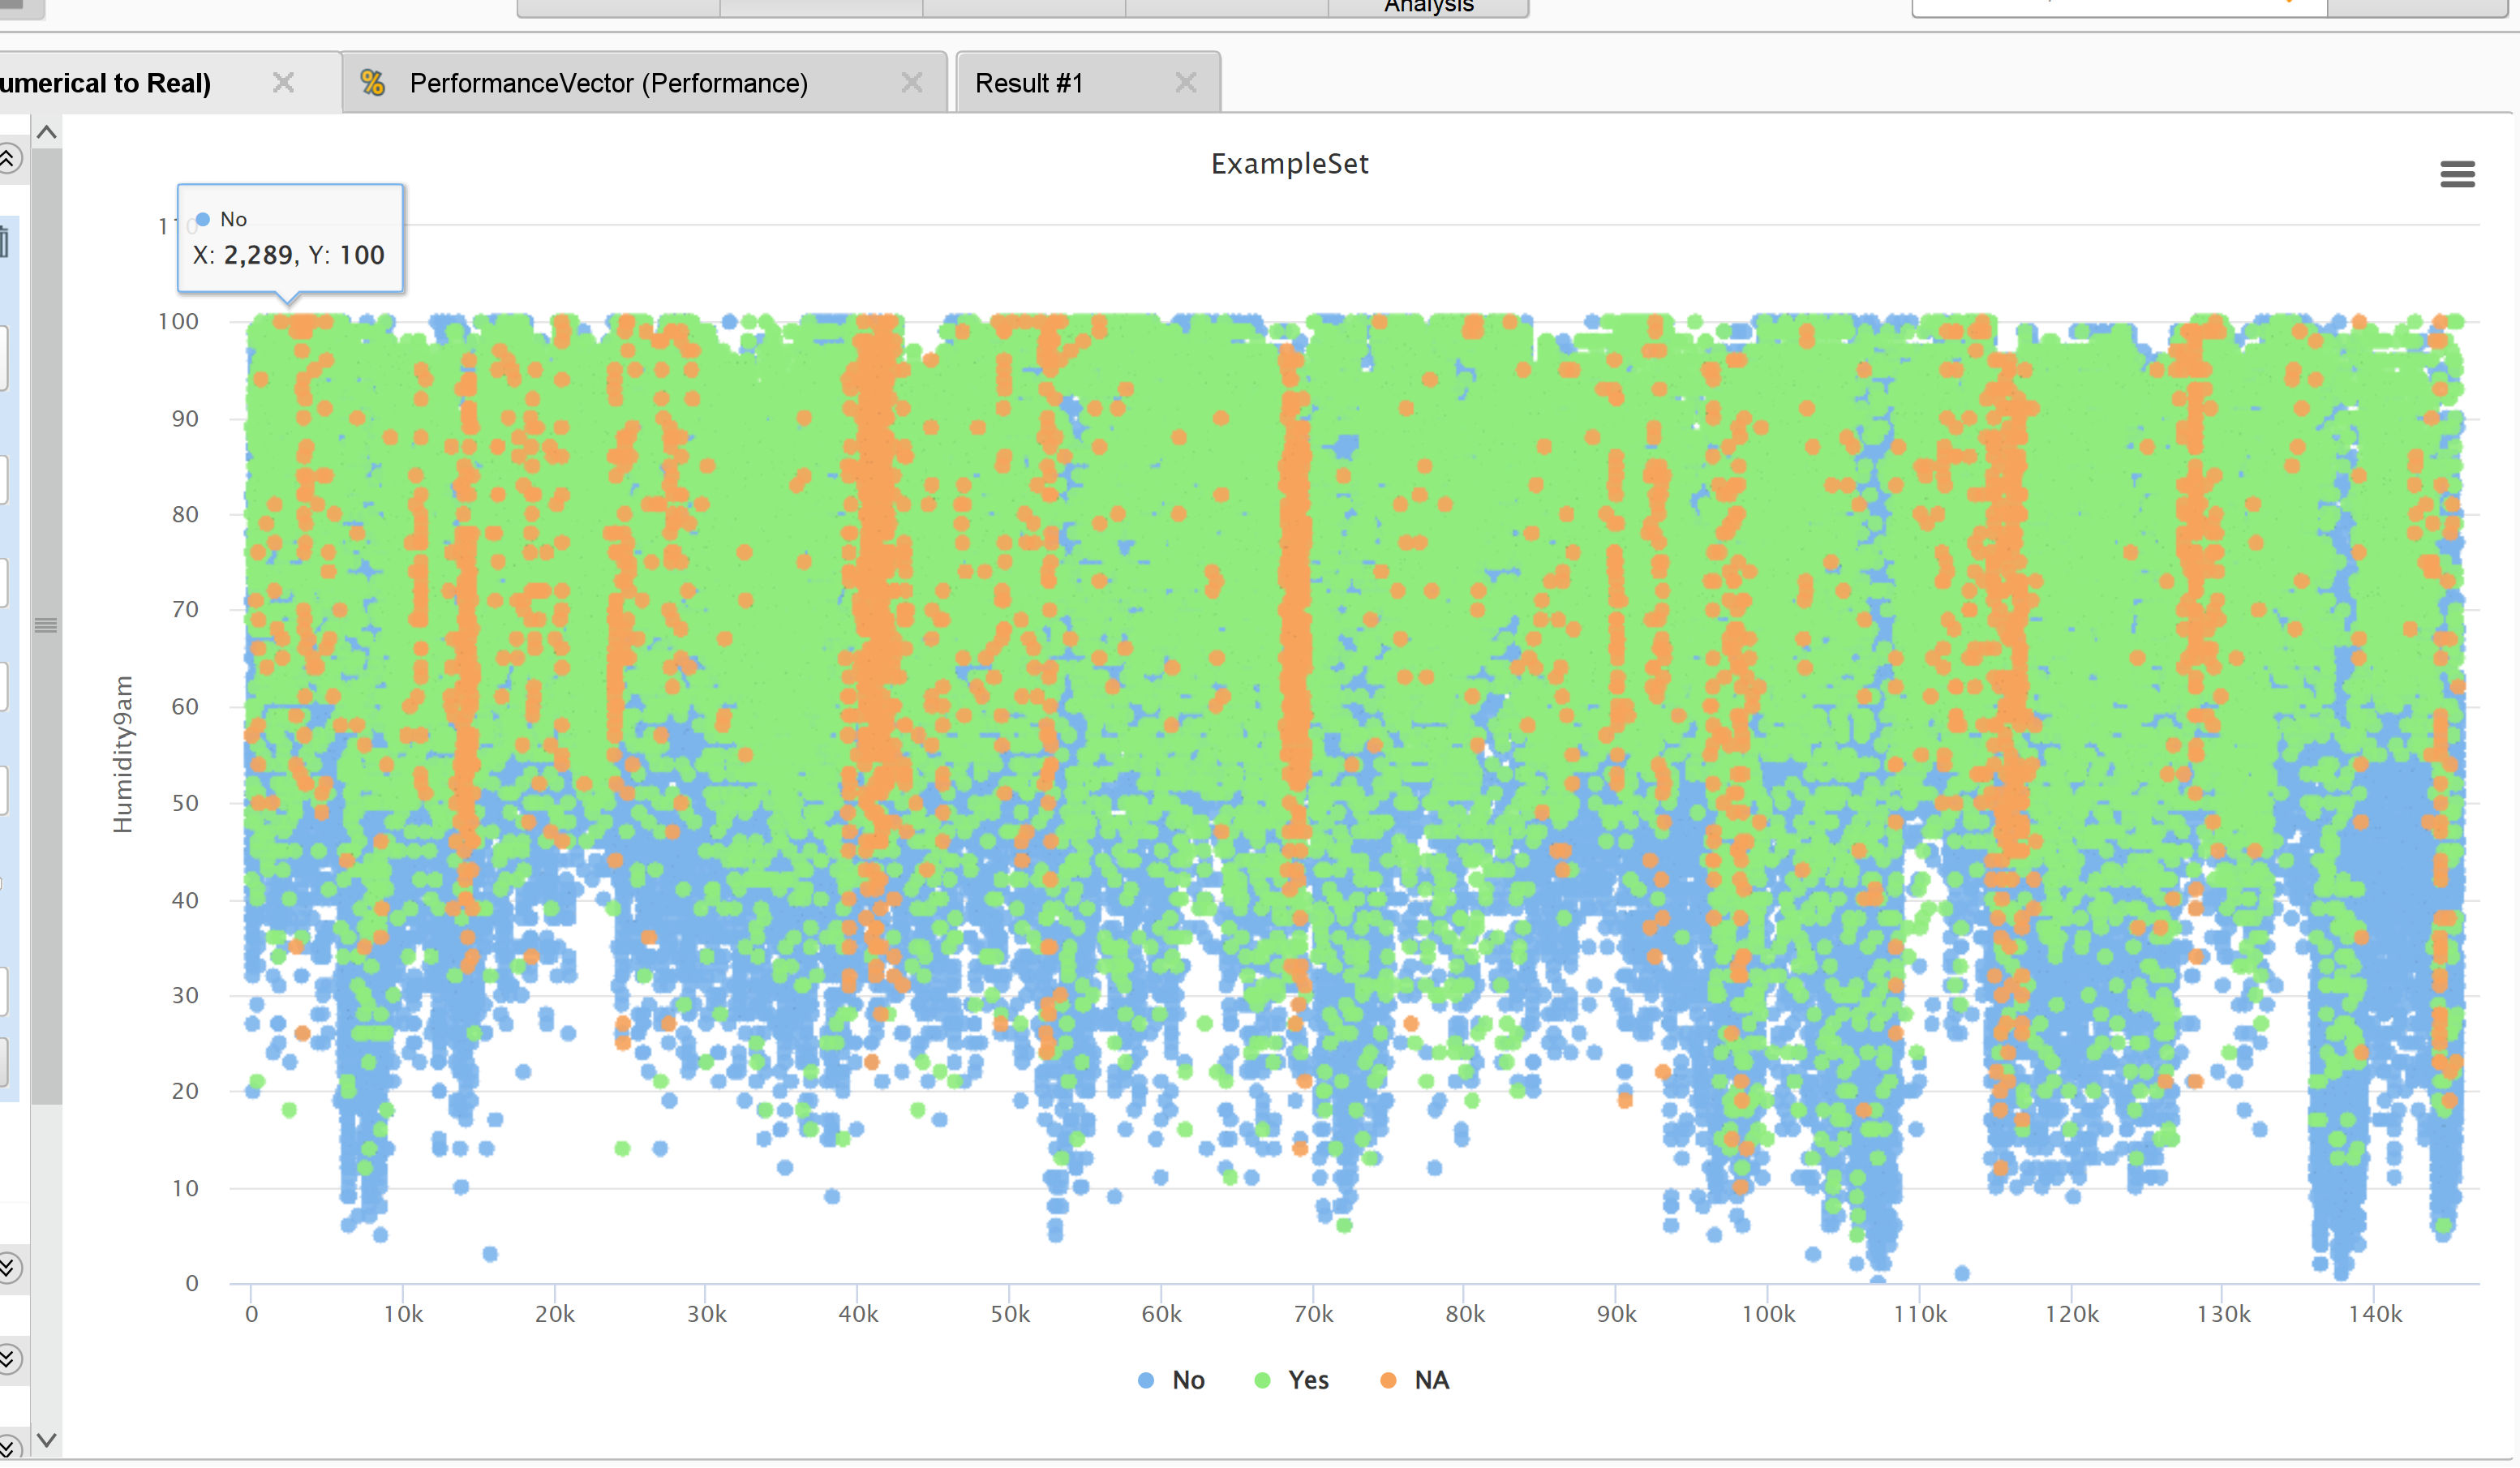 Analysis
umerical to Real)
% PerformanceVector (Performance)
Result #1
ExampleSet
No
X: 2,289, Y: 100
110
100
90
80
70
60
50
40
30
20
10
0
Humidity9am
0 10k 20k 30k 40k 50k 60k 70k 80k 90k 100k 110k 120k 130k 140k
No Yes NA